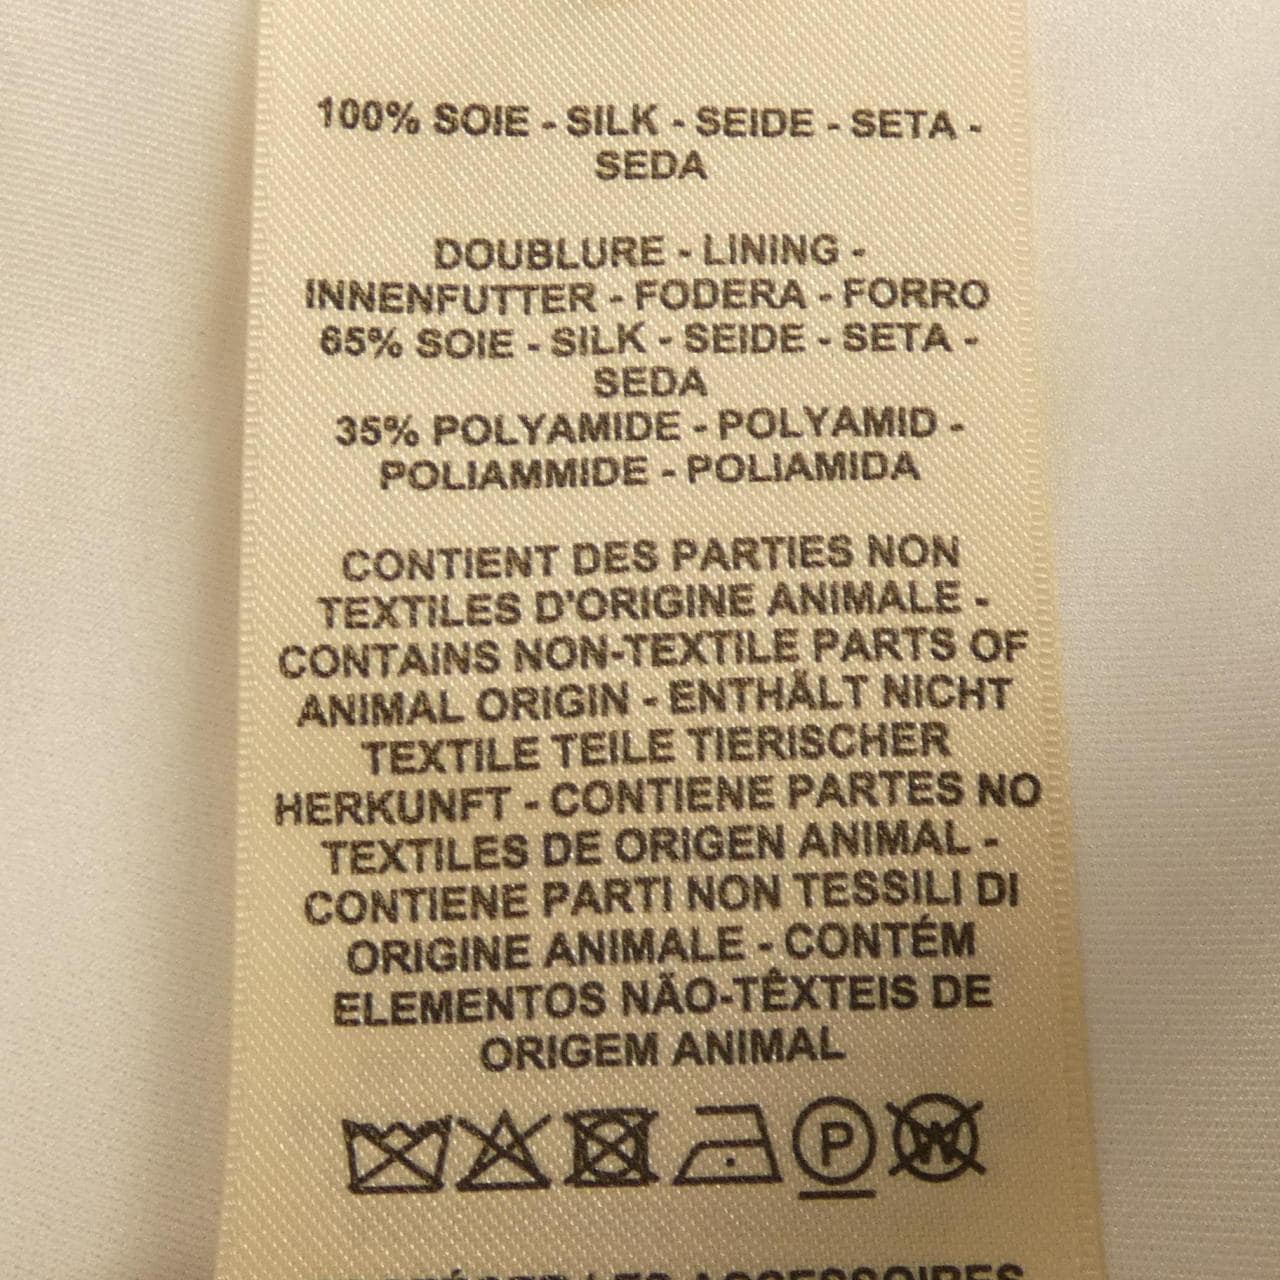 100% SOIE - SILK - SEIDE - SETA -
SEDA
DOUBLURE - LINING -
INNENFUTTER - FODERA - FORRO
65% SOIE - SILK - SEIDE - SETA -
SEDA
35% POLYAMIDE - POLYAMID -
POLIAMMIDE - POLIAMIDA
CONTIENT DES PARTIES NON
TEXTILES D'ORIGINE ANIMALE -
CONTAINS NON-TEXTILE PARTS OF
ANIMAL ORIGIN - ENTHÄLT NICHT
TEXTILE TEILE TIERISCHER
HERKUNFT - CONTIENE PARTES NO
TEXTILES DE ORIGEN ANIMAL -
CONTIENE PARTI NON TESSILI DI
ORIGINE ANIMALE - CONTÉM
ELEMENTOS NÃO-TÊXTEIS DE
ORIGEM ANIMAL
P W
LES ACCESSOIRES